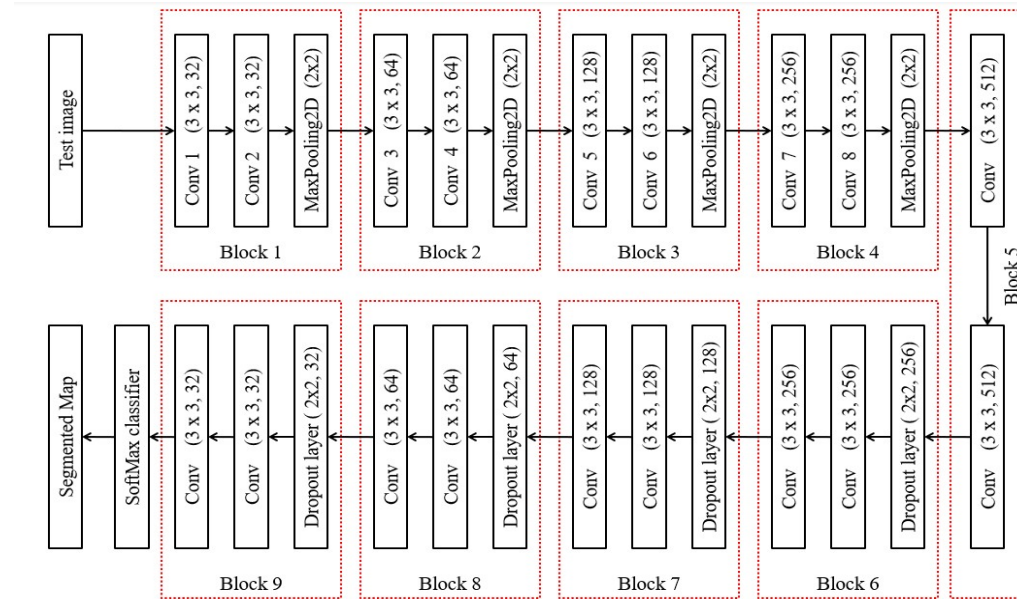 Test image
Conv 1 (3 x 3, 32)
Conv 2 (3 x 3, 32)
MaxPooling2D (2x2)
Block 1
Conv 3 (3 x 3, 64)
Conv 4 (3 x 3, 64)
MaxPooling2D (2x2)
Block 2
Conv 5 (3 x 3, 128)
Conv 6 (3 x 3, 128)
MaxPooling2D (2x2)
Block 3
Conv 7 (3 x 3, 256)
Conv 8 (3 x 3, 256)
MaxPooling2D (2x2)
Block 4
Conv (3 x 3, 512)
Block 5
Conv (3 x 3, 512)
Dropout layer ( 2x2, 256)
Conv (3 x 3, 256)
Conv (3 x 3, 256)
Block 6
Dropout layer ( 2x2, 128)
Conv (3 x 3, 128)
Conv (3 x 3, 128)
Block 7
Dropout layer ( 2x2, 64)
Conv (3 x 3, 64)
Conv (3 x 3, 64)
Block 8
Dropout layer ( 2x2, 32)
Conv (3 x 3, 32)
Conv (3 x 3, 32)
Block 9
SoftMax classifier
Segmented Map